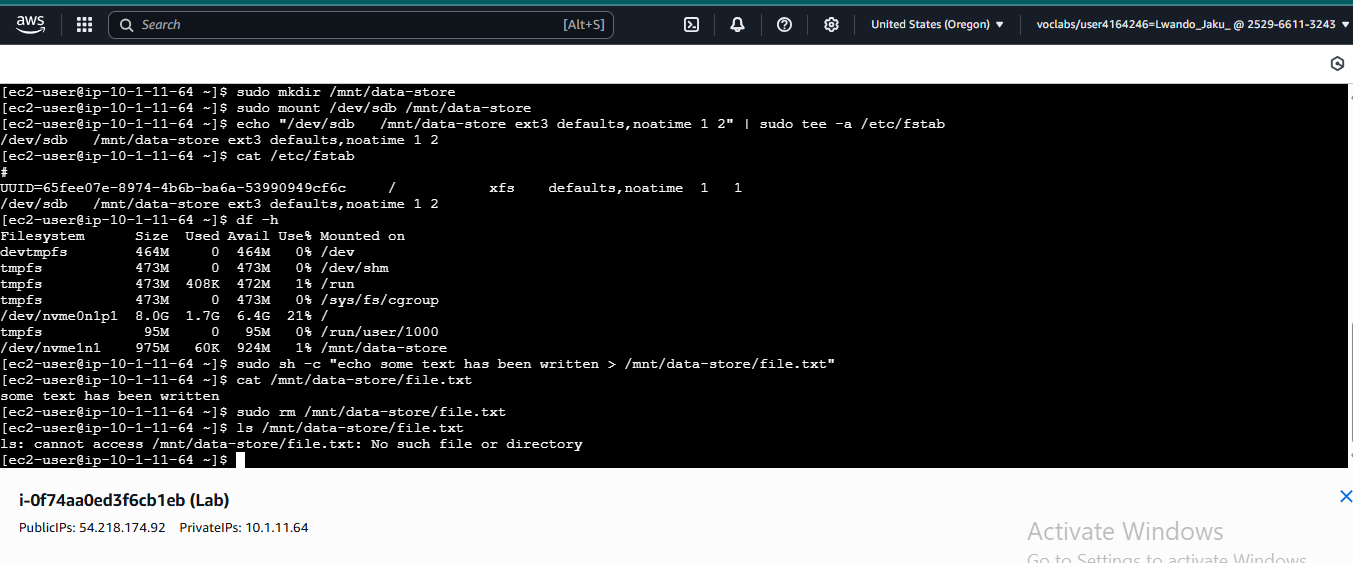 aws
Search
[Alt+S]
United States (Oregon)
voclabs/user4164246=Lwando_Jaku_ @ 2529-6611-3243
[ec2-user@ip-10-1-11-64 ~]$ sudo mkdir /mnt/data-store
[ec2-user@ip-10-1-11-64 ~]$ sudo mount /dev/sdb /mnt/data-store
[ec2-user@ip-10-1-11-64 ~]$ echo "/dev/sdb   /mnt/data-store ext3 defaults,noatime 1 2" | sudo tee -a /etc/fstab
/dev/sdb   /mnt/data-store ext3 defaults,noatime 1 2
[ec2-user@ip-10-1-11-64 ~]$ cat /etc/fstab
#
UUID=65fee07e-8974-4b6b-ba6a-53990949cf6c     /           xfs    defaults,noatime  1   1
/dev/sdb   /mnt/data-store ext3 defaults,noatime 1 2
[ec2-user@ip-10-1-11-64 ~]$ df -h
Filesystem      Size  Used Avail Use% Mounted on
devtmpfs        464M     0  464M   0% /dev
tmpfs           473M     0  473M   0% /dev/shm
tmpfs           473M  408K  472M   1% /run
tmpfs           473M     0  473M   0% /sys/fs/cgroup
/dev/nvme0n1p1  8.0G  1.7G  6.4G  21% /
tmpfs            95M     0   95M   0% /run/user/1000
/dev/nvme1n1    975M   60K  924M   1% /mnt/data-store
[ec2-user@ip-10-1-11-64 ~]$ sudo sh -c "echo some text has been written > /mnt/data-store/file.txt"
[ec2-user@ip-10-1-11-64 ~]$ cat /mnt/data-store/file.txt
some text has been written
[ec2-user@ip-10-1-11-64 ~]$ sudo rm /mnt/data-store/file.txt
[ec2-user@ip-10-1-11-64 ~]$ ls /mnt/data-store/file.txt
ls: cannot access /mnt/data-store/file.txt: No such file or directory
[ec2-user@ip-10-1-11-64 ~]$
i-0f74aa0ed3f6cb1eb (Lab)
PublicIPs: 54.218.174.92    PrivateIPs: 10.1.11.64
Activate Windows
Go to Settings to activate Windows.